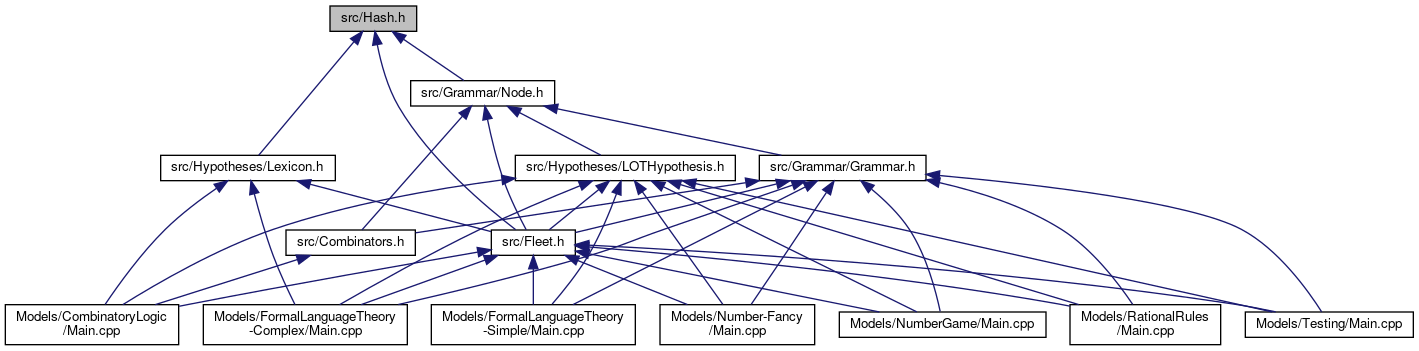 src/Hash.h
src/Grammar/Node.h
src/Hypotheses/Lexicon.h
src/Hypotheses/LOTHypothesis.h
src/Grammar/Grammar.h
src/Combinators.h
src/Fleet.h
Models/CombinatoryLogic
/Main.cpp
Models/FormalLanguageTheory
-Complex/Main.cpp
Models/FormalLanguageTheory
-Simple/Main.cpp
Models/Number-Fancy
/Main.cpp
Models/NumberGame/Main.cpp
Models/RationalRules
/Main.cpp
Models/Testing/Main.cpp